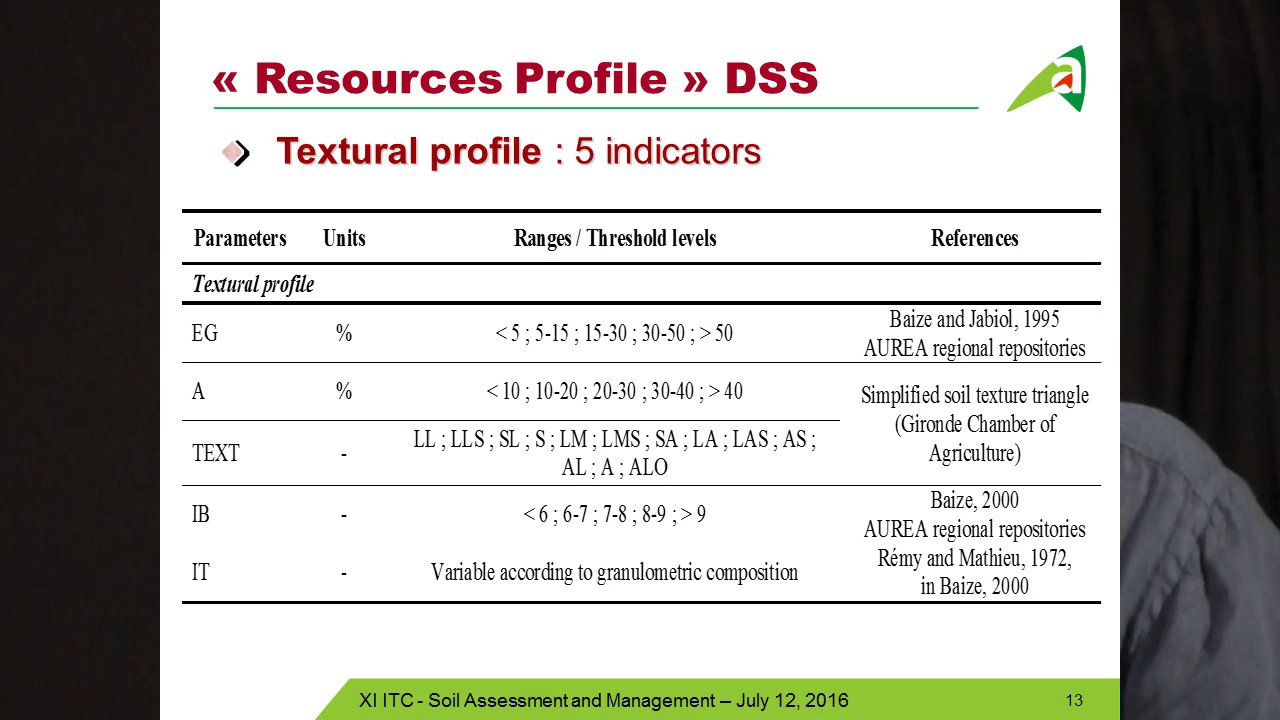 « Resources Profile » DSS
Textural profile : 5 indicators
Parameters Units Ranges / Threshold levels References
Textural profile
EG % < 5 ; 5-15 ; 15-30 ; 30-50 ; > 50 Baize and Jabiol, 1995
AUREA regional repositories
A % < 10 ; 10-20 ; 20-30 ; 30-40 ; > 40 Simplified soil texture triangle
(Gironde Chamber of
Agriculture)
TEXT - LL ; LLS ; SL ; S ; LM ; LMS ; SA ; LA ; LAS ; AS ;
AL ; A ; ALO
IB - < 6 ; 6-7 ; 7-8 ; 8-9 ; > 9 Baize, 2000
AUREA regional repositories
IT - Variable according to granulometric composition Rémy and Mathieu, 1972,
in Baize, 2000
XI ITC - Soil Assessment and Management – July 12, 2016 13